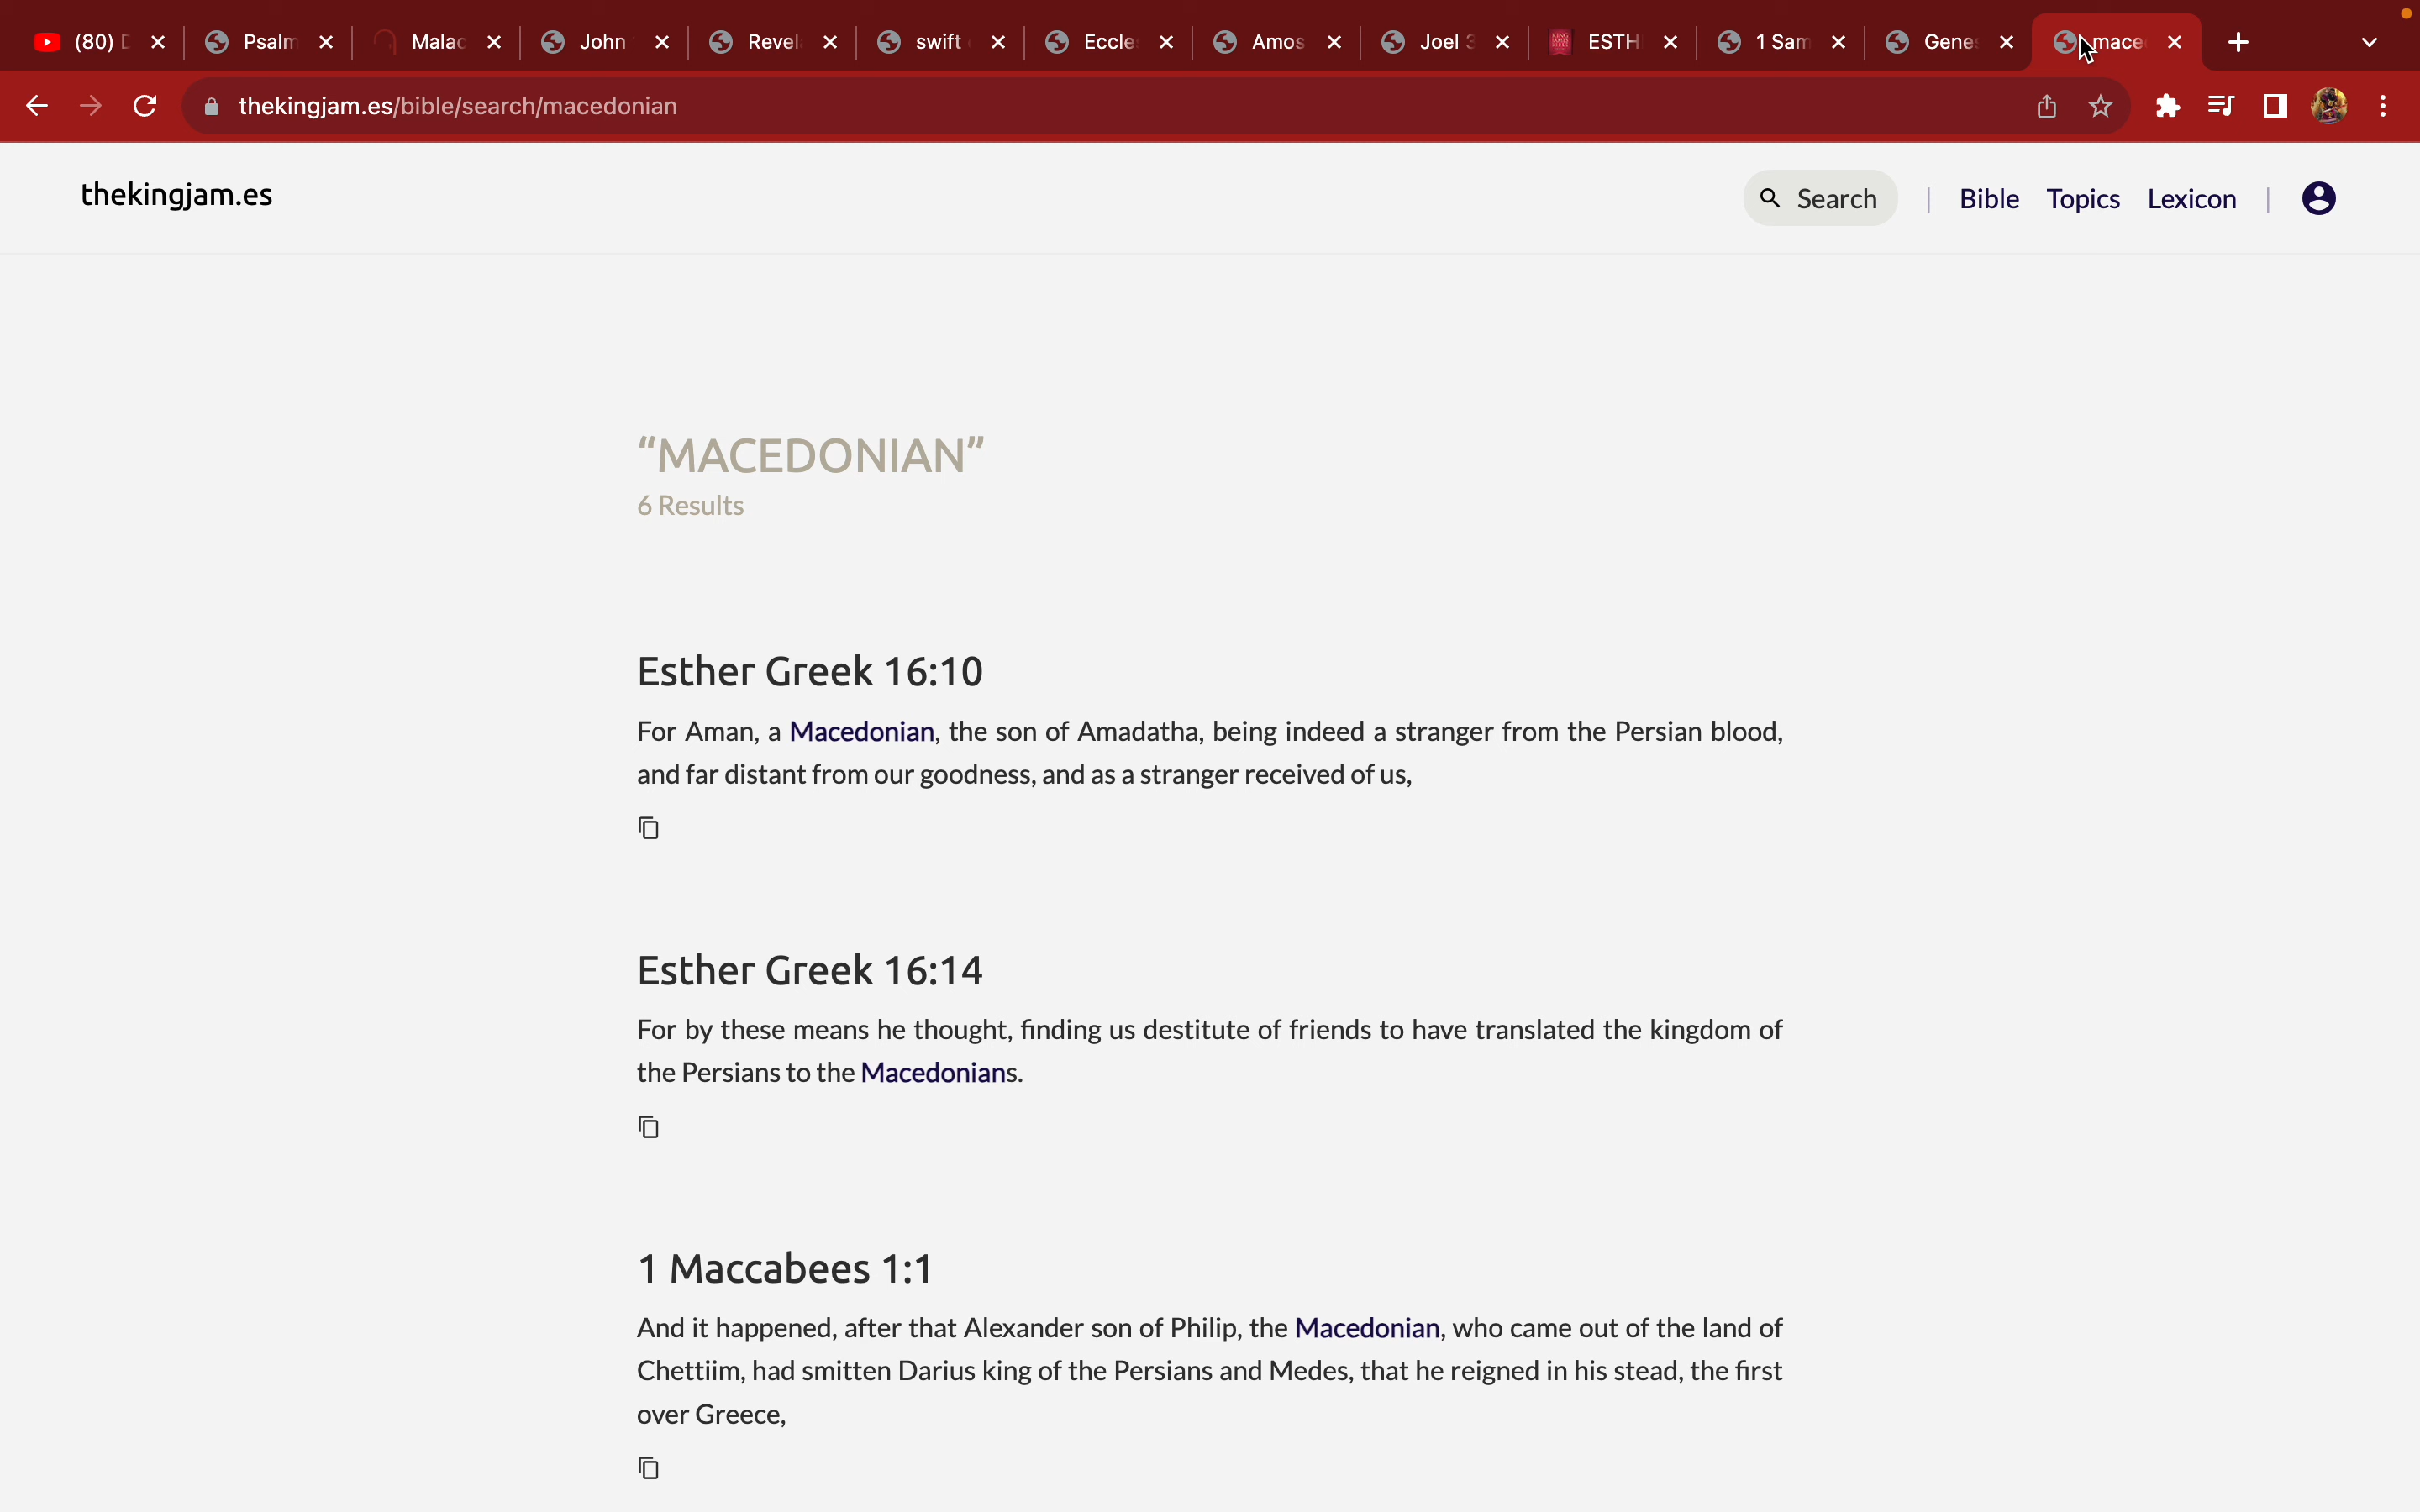 (80) Psalm Malac John Revel swift Eccle Amos Joel 3 ESTH 1 Sam Gene mace
thekingjam.es/bible/search/macedonian
thekingjam.es Search | Bible Topics Lexicon |
“MACEDONIAN”
6 Results
Esther Greek 16:10
For Aman, a Macedonian, the son of Amadatha, being indeed a stranger from the Persian blood,
and far distant from our goodness, and as a stranger received of us,
Esther Greek 16:14
For by these means he thought, finding us destitute of friends to have translated the kingdom of
the Persians to the Macedonians.
1 Maccabees 1:1
And it happened, after that Alexander son of Philip, the Macedonian, who came out of the land of
Chettiim, had smitten Darius king of the Persians and Medes, that he reigned in his stead, the first
over Greece,